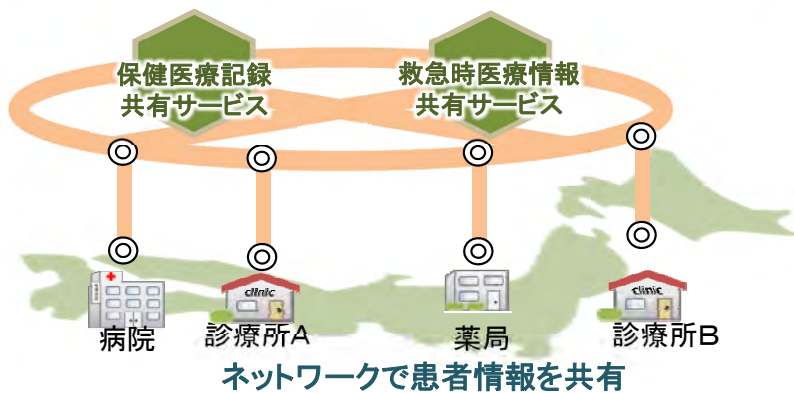 保健医療記録
共有サービス
救急時医療情報
共有サービス
clinic
clinic
病院
診療所A
薬局
診療所B
ネットワークで患者情報を共有